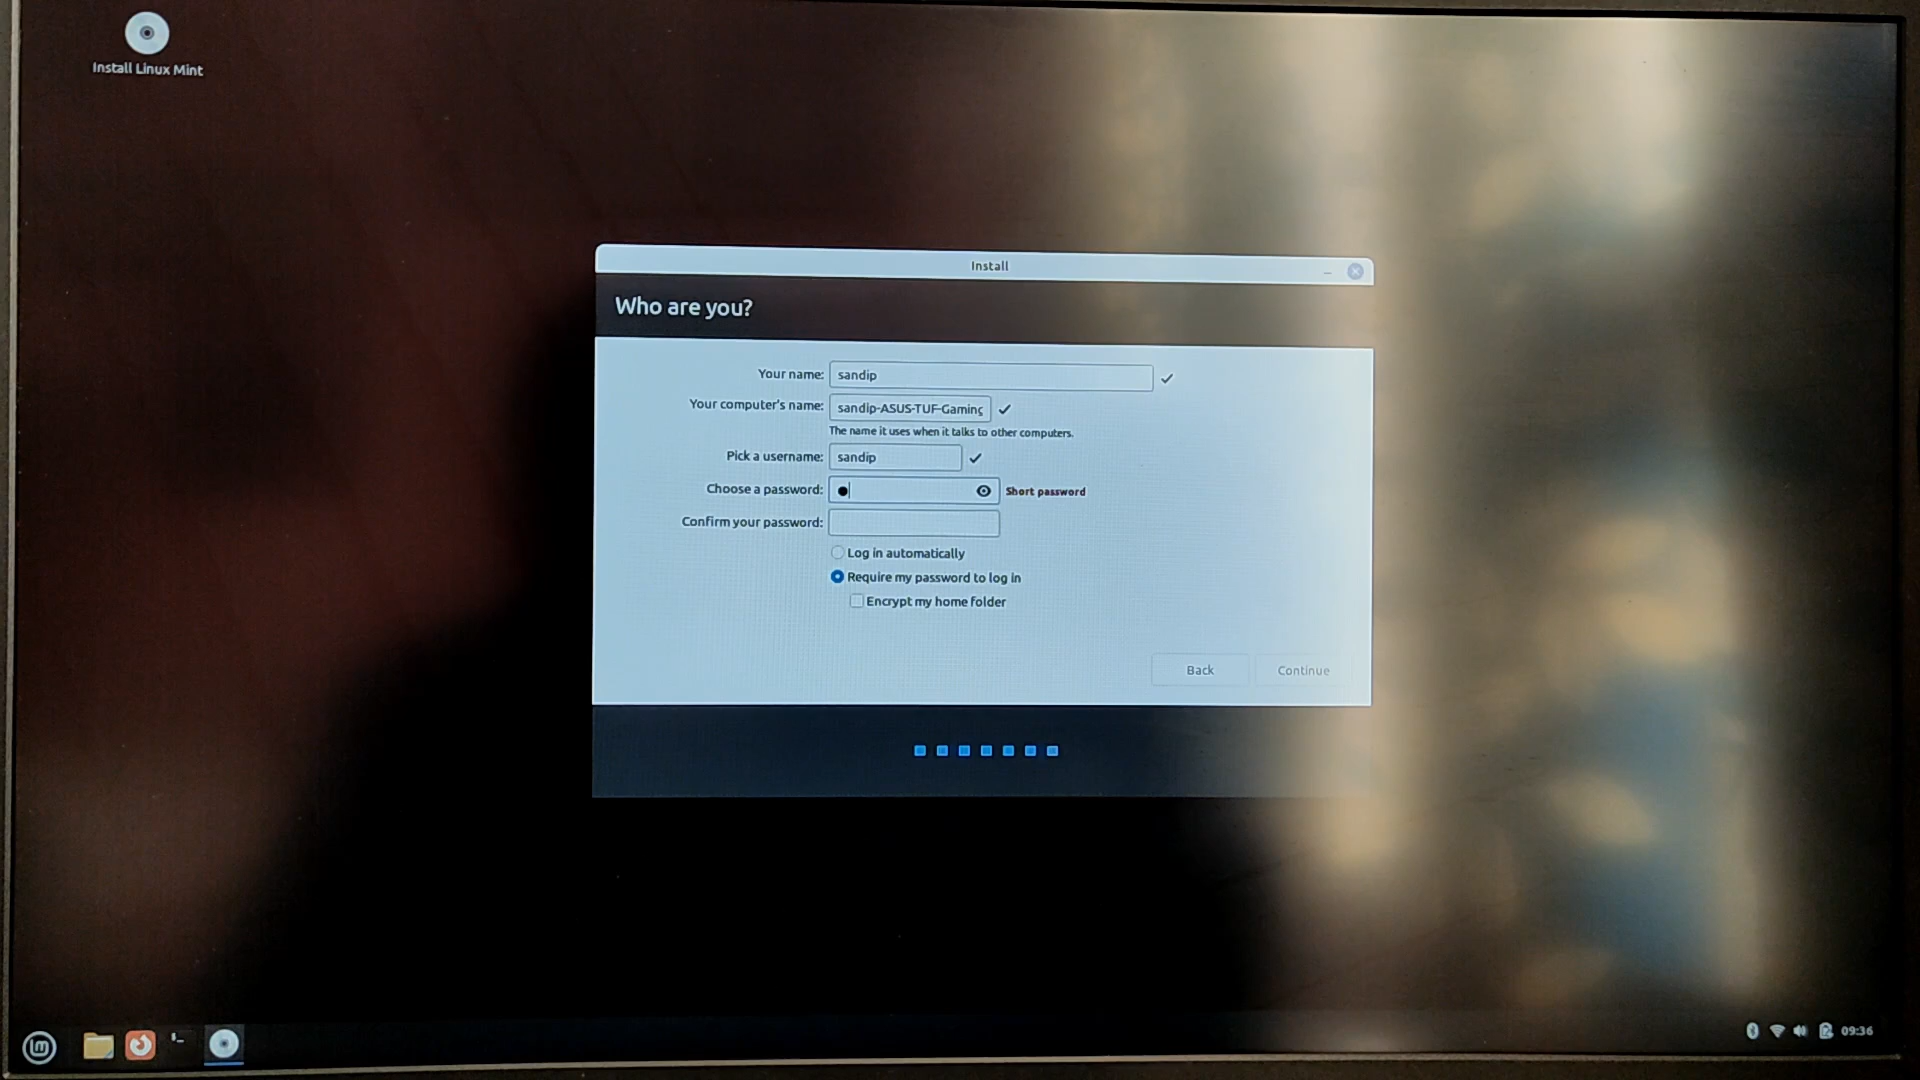 Install Linux Mint
Install
Who are you?
Your name: sandip
Your computer's name: sandip-ASUS-TUF-Gaming
The name it uses when it talks to other computers.
Pick a username: sandip
Choose a password: ● Short password
Confirm your password:
Log in automatically
Require my password to log in
Encrypt my home folder
Back Continue
09:36